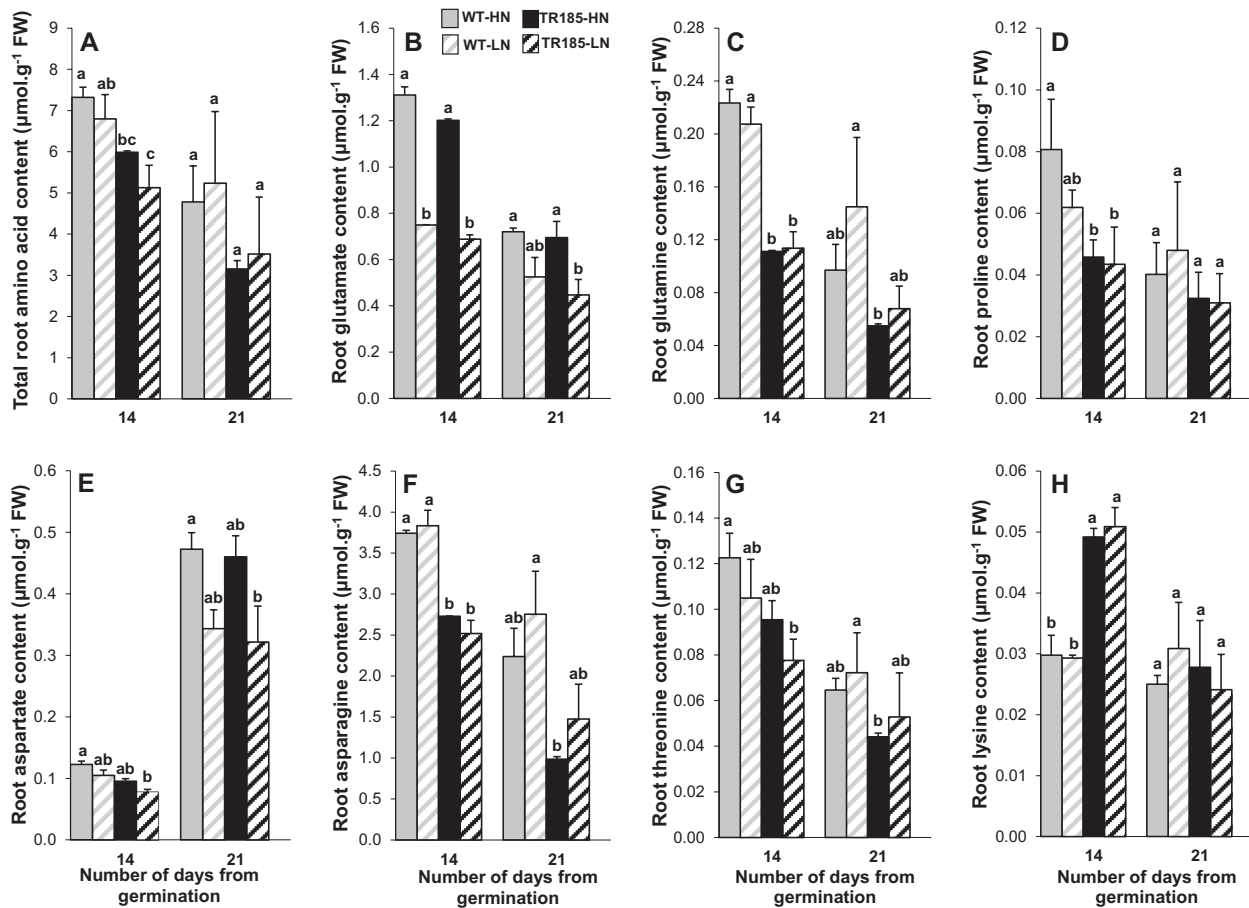 WT-HN TR185-HN
WT-LN TR185-LN
A
Total root amino acid content (µmol.g⁻¹ FW)
9
8
7
6
5
4
3
2
1
0
a ab bc c a a a a
14 21
B
Root glutamate content (µmol.g⁻¹ FW)
1.6
1.4
1.2
1.0
0.8
0.6
0.4
0.2
0.0
a b a b a ab a b
14 21
C
Root glutamine content (µmol.g⁻¹ FW)
0.28
0.24
0.20
0.16
0.12
0.08
0.04
0.00
a a b b ab a b ab
14 21
D
Root proline content (µmol.g⁻¹ FW)
0.12
0.10
0.08
0.06
0.04
0.02
0.00
a ab b b a a a a
14 21
E
Root aspartate content (µmol.g⁻¹ FW)
0.6
0.5
0.4
0.3
0.2
0.1
0.0
a ab ab b a ab ab b
14 21
Number of days from
germination
F
Root asparagine content (µmol.g⁻¹ FW)
4.5
4.0
3.5
3.0
2.5
2.0
1.5
1.0
0.5
0.0
a a b b ab a b ab
14 21
Number of days from
germination
G
Root threonine content (µmol.g⁻¹ FW)
0.16
0.14
0.12
0.10
0.08
0.06
0.04
0.02
0.00
a ab ab b ab a b ab
14 21
Number of days from
germination
H
Root lysine content (µmol.g⁻¹ FW)
0.06
0.05
0.04
0.03
0.02
0.01
0.00
b b a a a a a a
14 21
Number of days from
germination